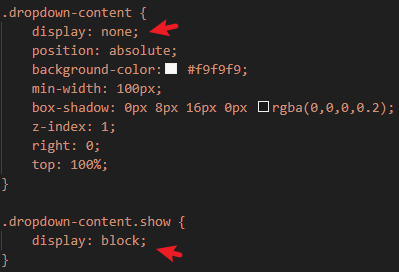 .dropdown-content {
    display: none;
    position: absolute;
    background-color: #f9f9f9;
    min-width: 100px;
    box-shadow: 0px 8px 16px 0px rgba(0,0,0,0.2);
    z-index: 1;
    right: 0;
    top: 100%;
}

.dropdown-content.show {
    display: block;
}